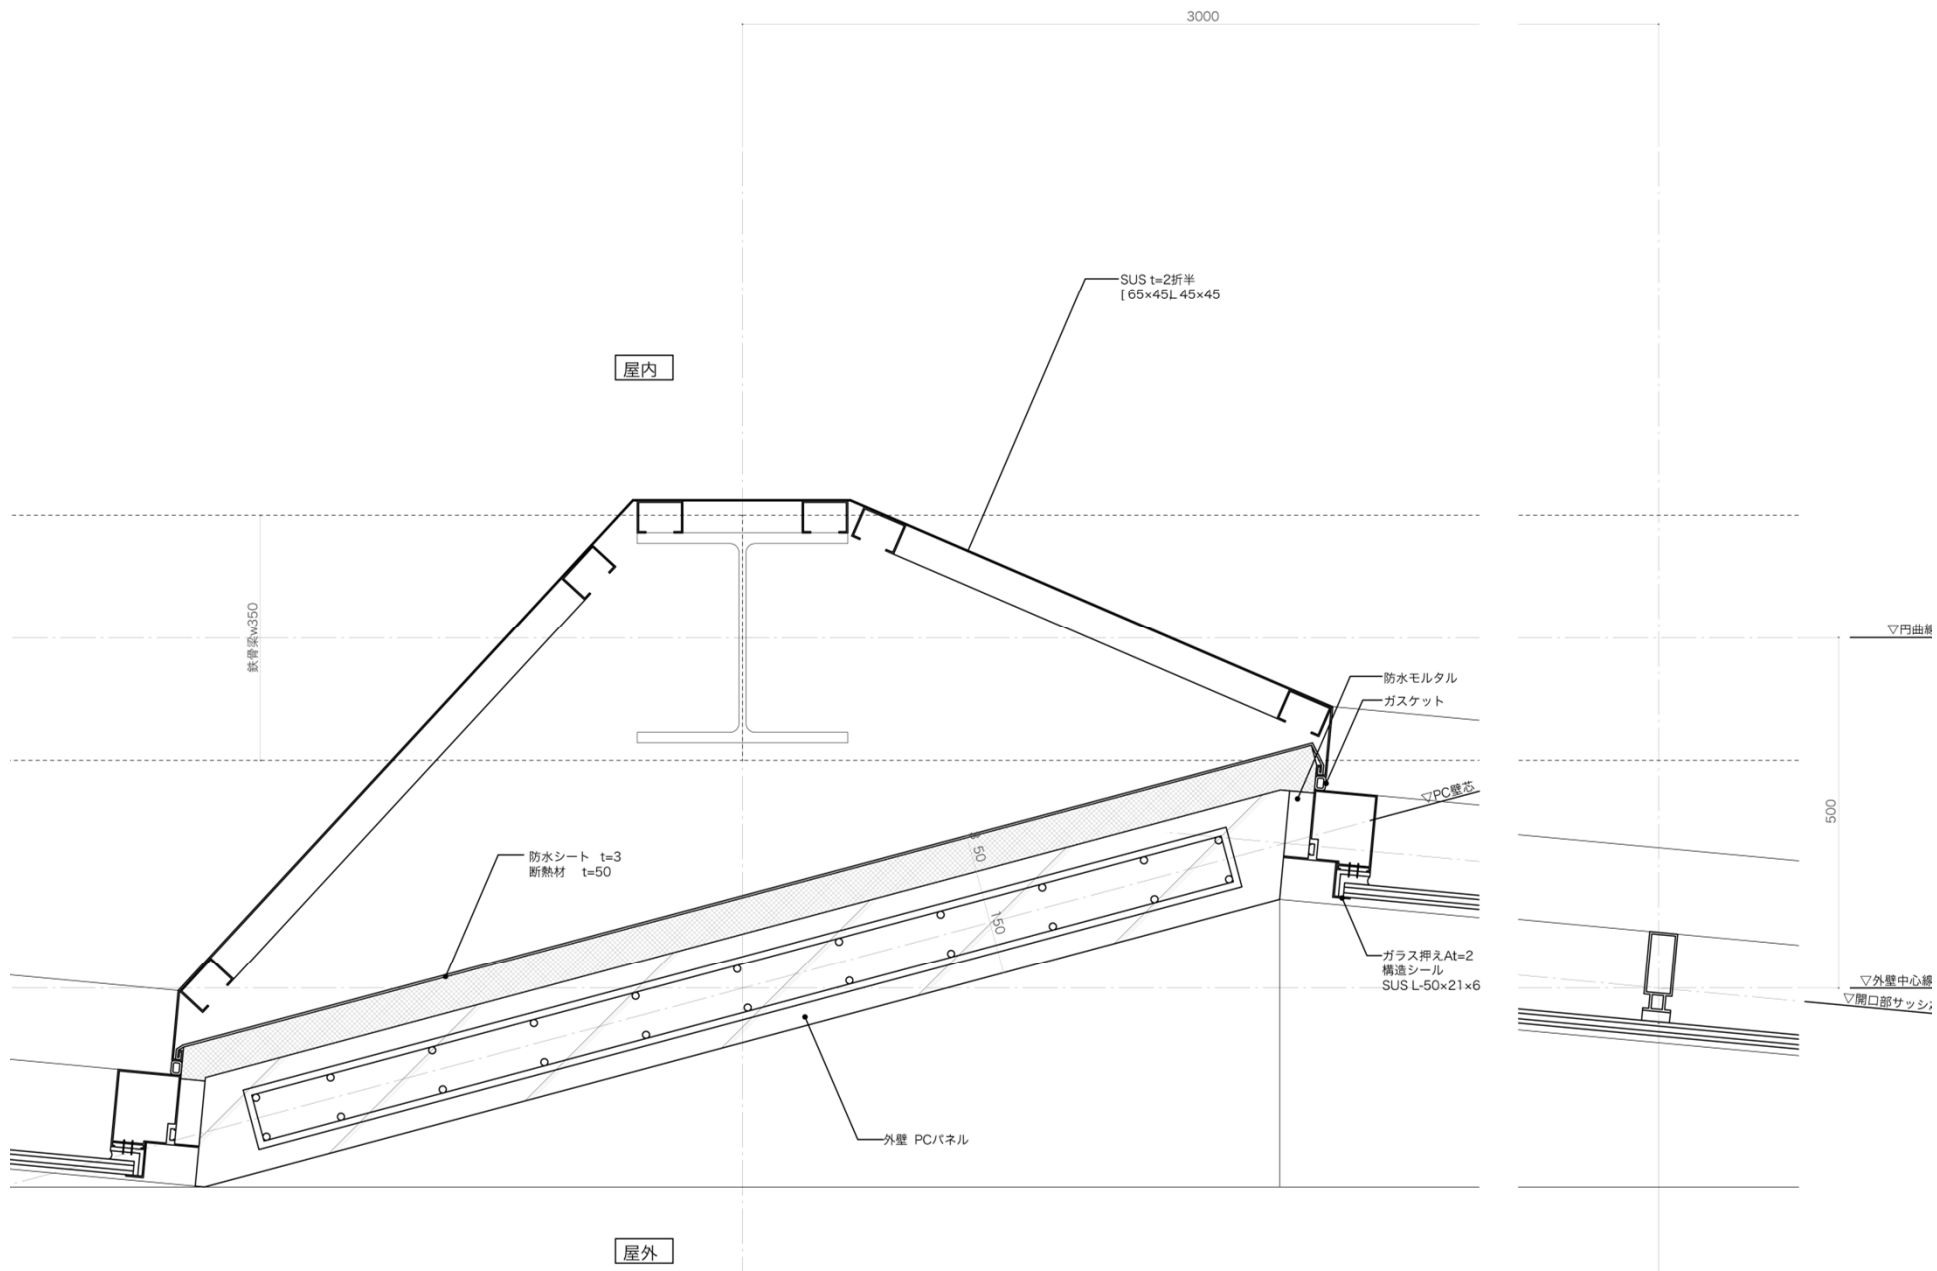 3000
SUS t=2折半
[ 65×45L 45×45
屋内
鉄骨梁w350
▽円曲線
防水モルタル
ガスケット
▽PC壁芯
500
3 50
150
防水シート t=3
断熱材 t=50
ガラス押えAt=2
構造シール
SUS L-50×21×6
▽外壁中心線
▽開口部サッシ
外壁 PCパネル
屋外